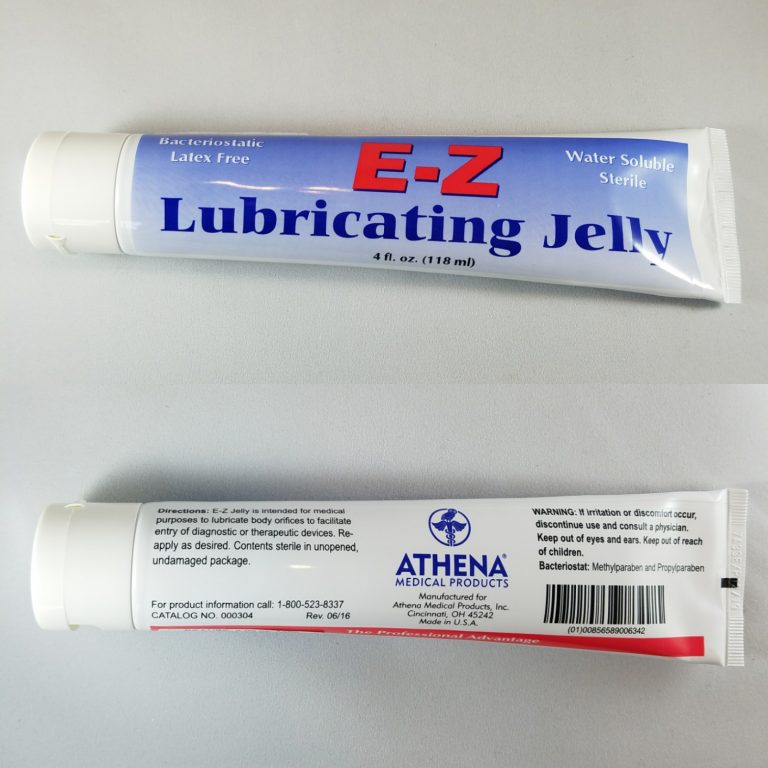 Bacteriostatic
Latex Free
E-Z
Water Soluble
Sterile
Lubricating Jelly
4 fl. oz. (118 ml)
Directions: E-Z Jelly is intended for medical
purposes to lubricate body orifices to facilitate
entry of diagnostic or therapeutic devices. Re-
apply as desired. Contents sterile in unopened,
undamaged package.
For product information call: 1-800-523-8337
CATALOG NO. 000304 Rev. 06/16
ATHENA®
MEDICAL PRODUCTS
Manufactured for
Athena Medical Products, Inc.
Cincinnati, OH 45242
Made in U.S.A.
WARNING: If irritation or discomfort occur,
discontinue use and consult a physician.
Keep out of eyes and ears. Keep out of reach
of children.
Bacteriostat: Methylparaben and Propylparaben
(01)00856589006342
The Professional Advantage